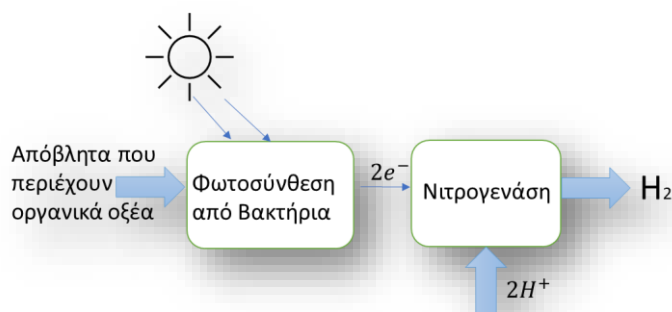 Απόβλητα που
περιέχουν
οργανικά οξέα
Φωτοσύνθεση
από Βακτήρια
2e⁻
Νιτρογενάση
H₂
2H⁺